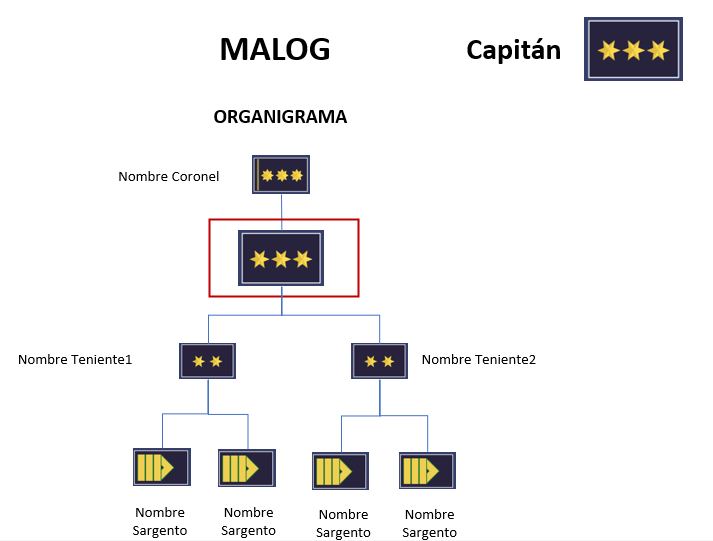 MALOG
Capitán
ORGANIGRAMA
Nombre Coronel
Nombre Teniente1
Nombre Teniente2
Nombre
Sargento
Nombre
Sargento
Nombre
Sargento
Nombre
Sargento